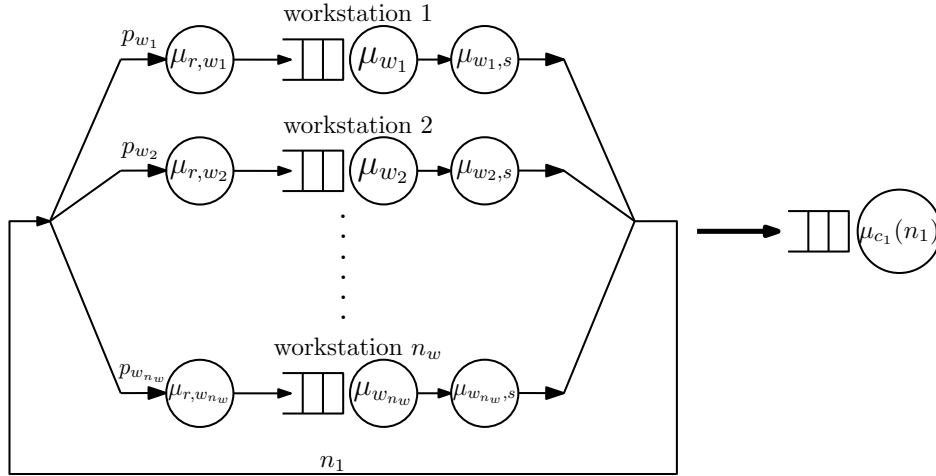 workstation 1
p_{w_1} μ_{r,w_1} μ_{w_1} μ_{w_1,s}
workstation 2
p_{w_2} μ_{r,w_2} μ_{w_2} μ_{w_2,s}
μ_{c_1}(n_1)
workstation n_w
p_{w_{n_w}} μ_{r,w_{n_w}} μ_{w_{n_w}} μ_{w_{n_w},s}
n_1